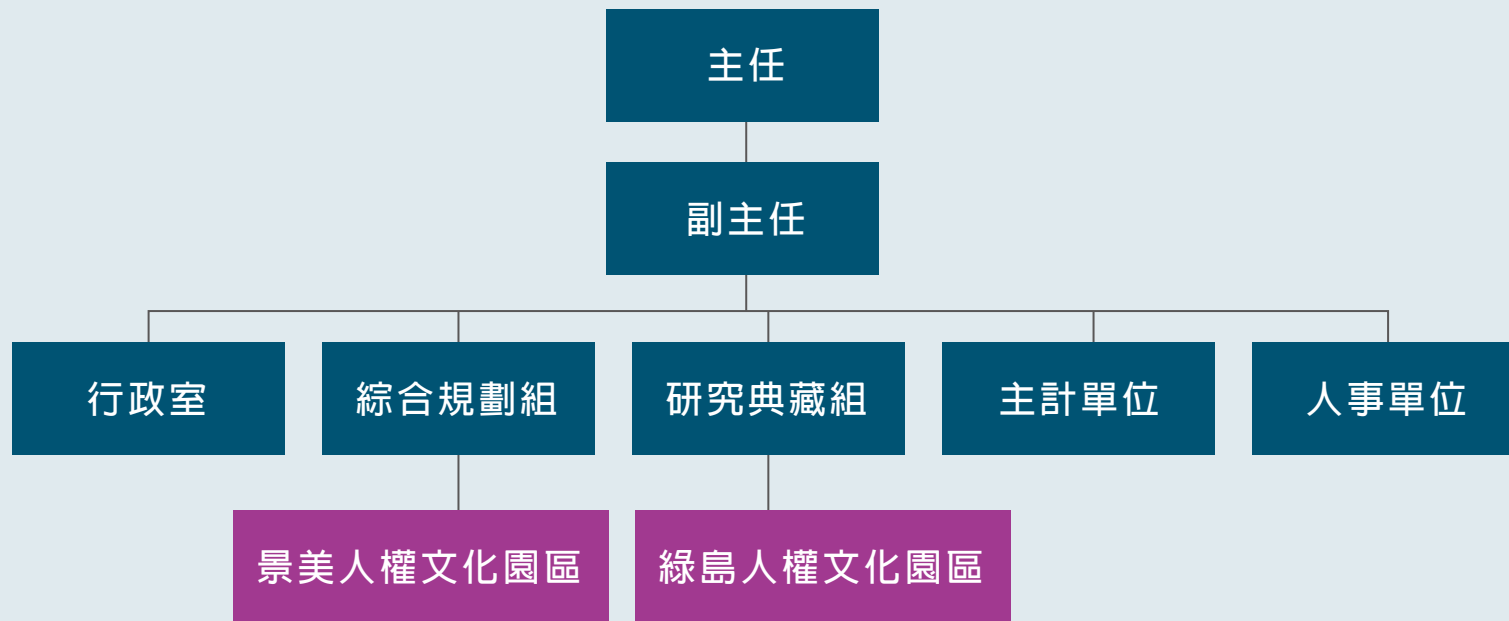 主任
副主任
行政室
綜合規劃組
研究典藏組
主計單位
人事單位
景美人權文化園區
綠島人權文化園區